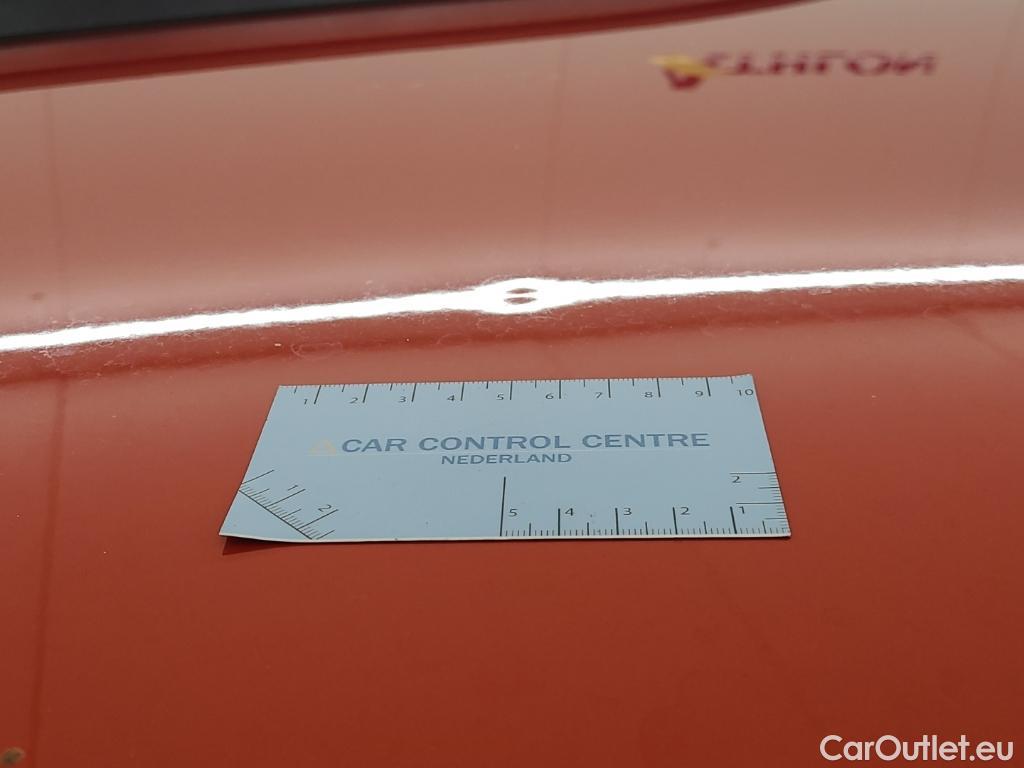 1 2 3 4 5 6 7 8 9 10
CAR CONTROL CENTRE
NEDERLAND
1 2
2
5 4 3 2 1
CarOutlet.eu